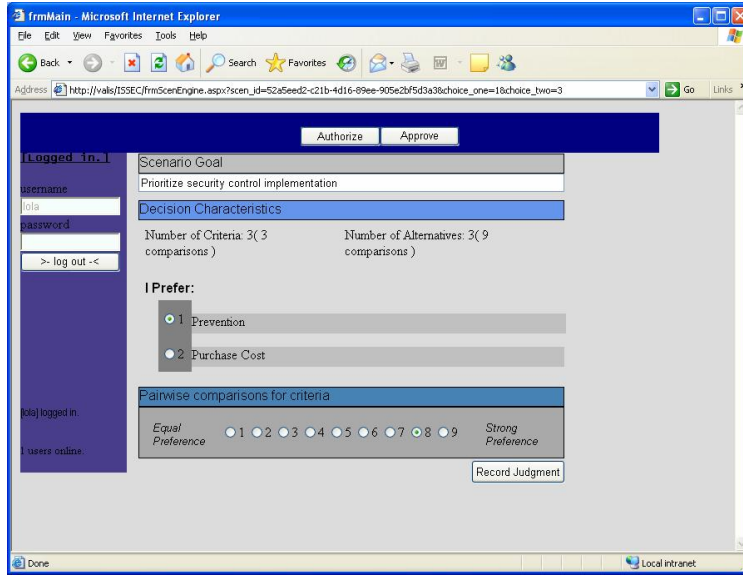 frmMain - Microsoft Internet Explorer
File Edit View Favorites Tools Help
Back Search Favorites
Address http://valis/ISSEC/frmScenEngine.aspx?scen_id=52a5eed2-c21b-4d16-89ee-905e2bf5d3a3&choice_one=1&choice_two=3 Go Links
Authorize Approve
[Logged in.]
Scenario Goal
Prioritize security control implementation
username
lola
Decision Characteristics
password
Number of Criteria: 3( 3
comparisons )
Number of Alternatives: 3( 9
comparisons )
>- log out -<
I Prefer:
1 Prevention
2 Purchase Cost
Pairwise comparisons for criteria
[lola] logged in.
Equal
Preference
1 2 3 4 5 6 7 8 9
Strong
Preference
1 users online.
Record Judgment
Done Local intranet